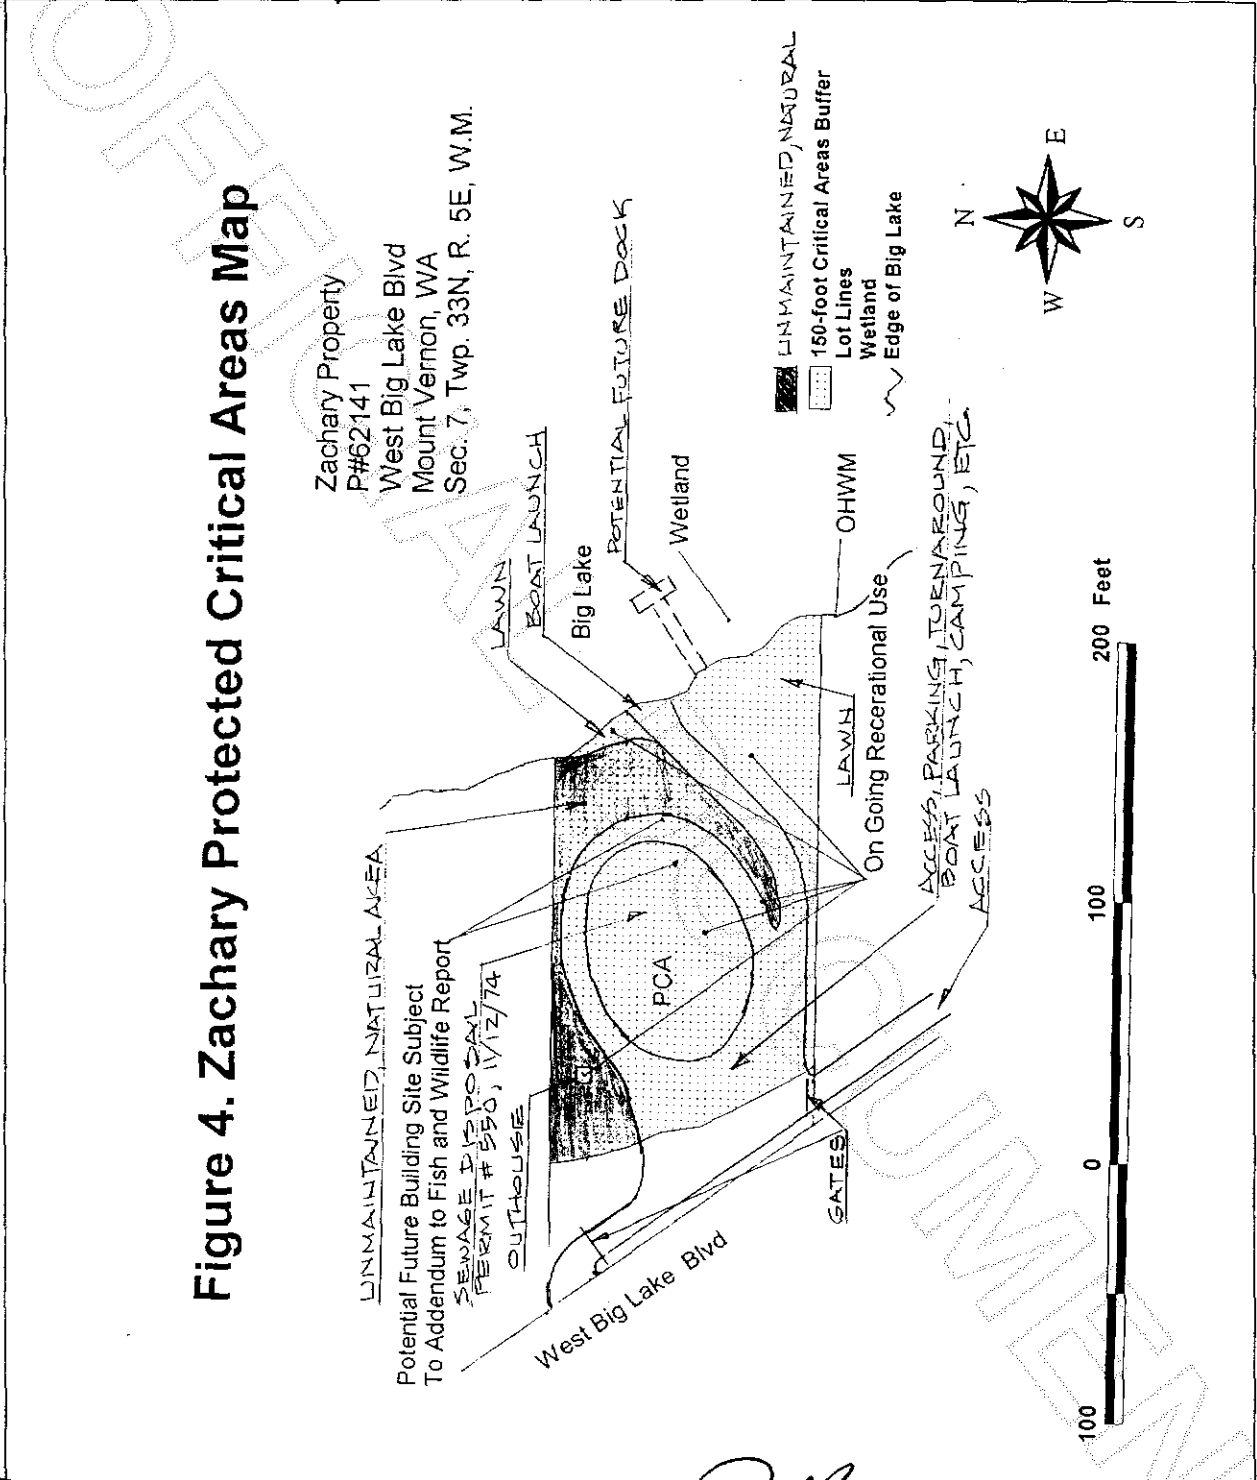 Figure 4. Zachary Protected Critical Areas Map
Zachary Property
P#62141
West Big Lake Blvd
Mount Vernon, WA
Sec. 7, Twp. 33N, R. 5E, W.M.
UNMAINTAINED, NATURAL AREA
Potential Future Building Site Subject
To Addendum to Fish and Wildlife Report
SEWAGE DISPOSAL
PERMIT # 550, 1/12/74
OUTHOUSE
LAWN
BOAT LAUNCH
Big Lake
POTENTIAL FUTURE DOCK
Wetland
PCA
OHWM
LAWN
On Going Recerational Use
ACCESS, PARKING, TURNAROUND,
BOAT LAUNCH, CAMPING, ETC.
ACCESS
GATES
West Big Lake Blvd
UNMAINTAINED, NATURAL
150-foot Critical Areas Buffer
Lot Lines
Wetland
Edge of Big Lake
N
W
E
S
100
0
100
200 Feet